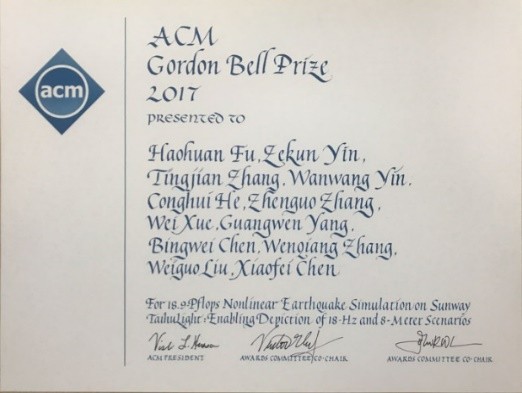 acm
ACM
Gordon Bell Prize
2017
PRESENTED TO
Haohuan Fu, Zekun Yin,
Tingjian Zhang, Wanwang Yin,
Conghui He, Zhenguo Zhang,
Wei Xue, Guangwen Yang,
Bingwei Chen, Wenqiang Zhang,
Weiguo Liu, Xiaofei Chen
For 18.9-Pflops Nonlinear Earthquake Simulation on Sunway
TaihuLight: Enabling Depiction of 18-Hz and 8-Meter Scenarios
ACM PRESIDENT
AWARDS COMMITTEE CO-CHAIR
AWARDS COMMITTEE CO-CHAIR